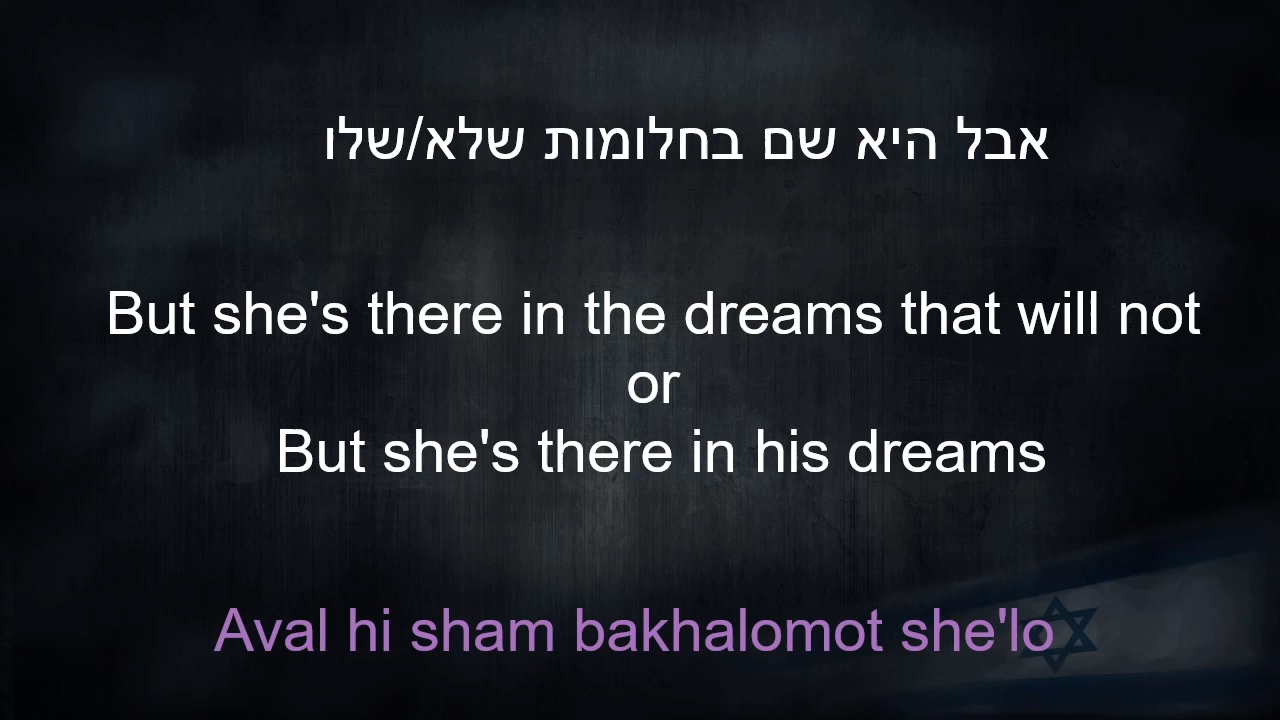 אבל היא שם בחלומות שלא/שלו
But she's there in the dreams that will not
or
But she's there in his dreams
Aval hi sham bakhalomot she'lo